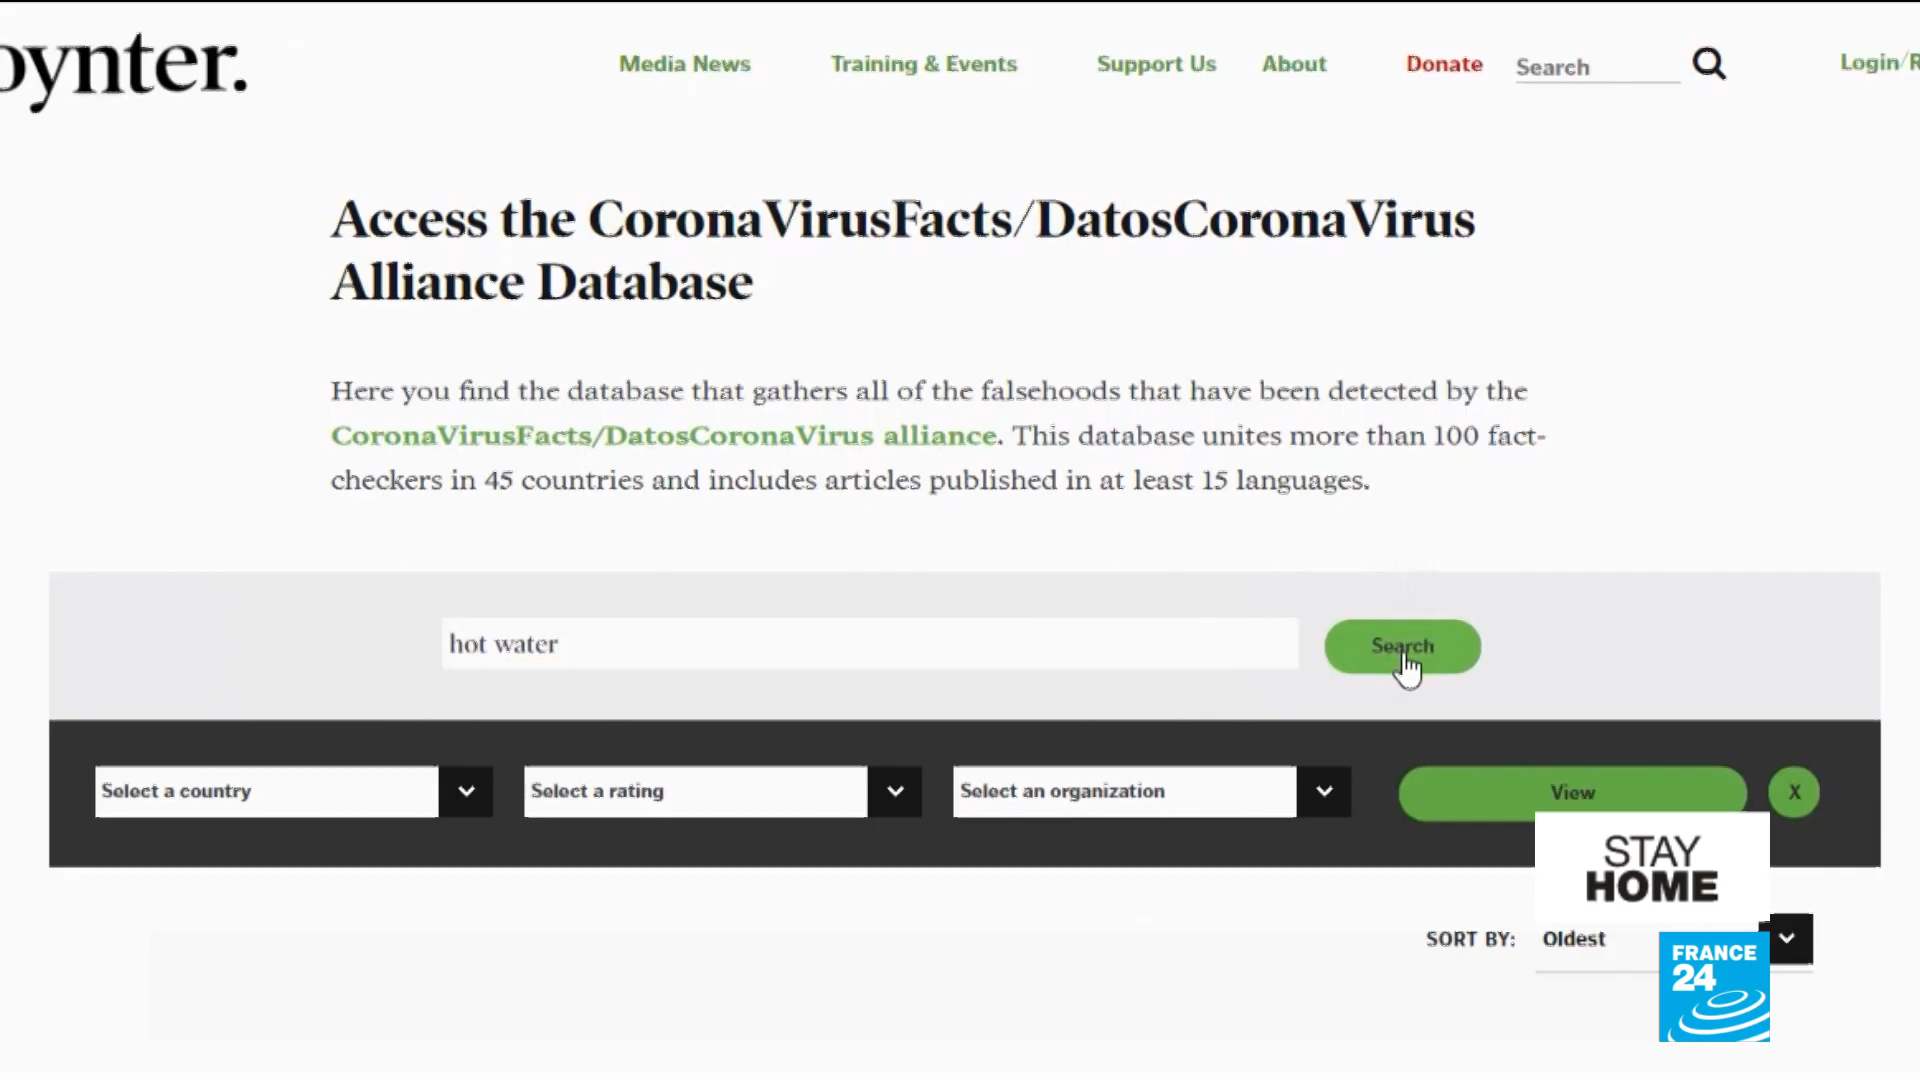 oynter.
Media News Training & Events Support Us About Donate Search Login/R
Access the CoronaVirusFacts/DatosCoronaVirus
Alliance Database
Here you find the database that gathers all of the falsehoods that have been detected by the
CoronaVirusFacts/DatosCoronaVirus alliance. This database unites more than 100 fact-
checkers in 45 countries and includes articles published in at least 15 languages.
hot water Search
Select a country Select a rating Select an organization View X
STAY
HOME
SORT BY: Oldest
FRANCE
24